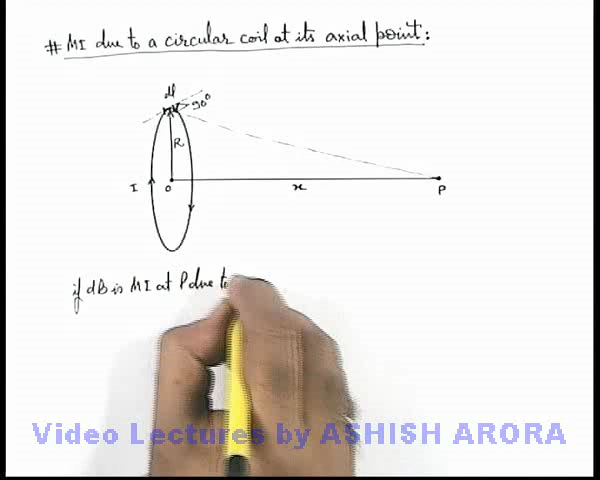 # MI due to a circular coil at its axial point:
dl
90°
R
I
O
x
P
if dB is MI at P due to
Video Lectures by ASHISH ARORA